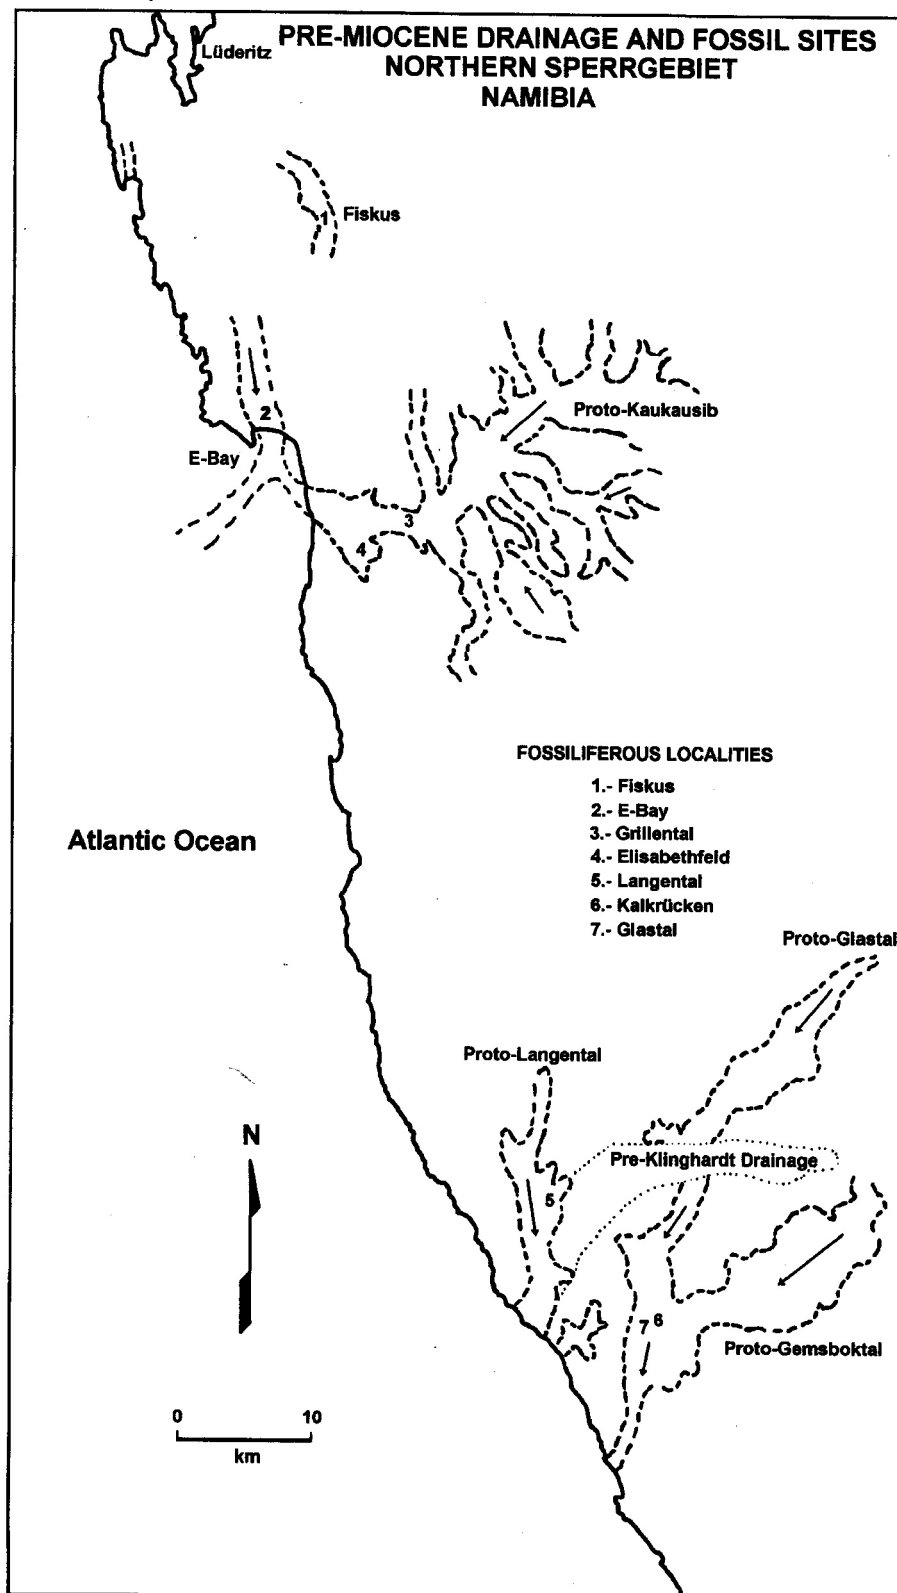 PRE-MIOCENE DRAINAGE AND FOSSIL SITES
NORTHERN SPERRGEBIET
NAMIBIA
Lüderitz
1
Fiskus
2
E-Bay
Proto-Kaukausib
3
4
FOSSILIFEROUS LOCALITIES
1.- Fiskus
2.- E-Bay
3.- Grillental
4.- Elisabethfeld
5.- Langental
6.- Kalkrücken
7.- Glastal
Atlantic Ocean
Proto-Glastal
Proto-Langental
N
Pre-Klinghardt Drainage
5
7
6
Proto-Gemsboktal
0 10
km